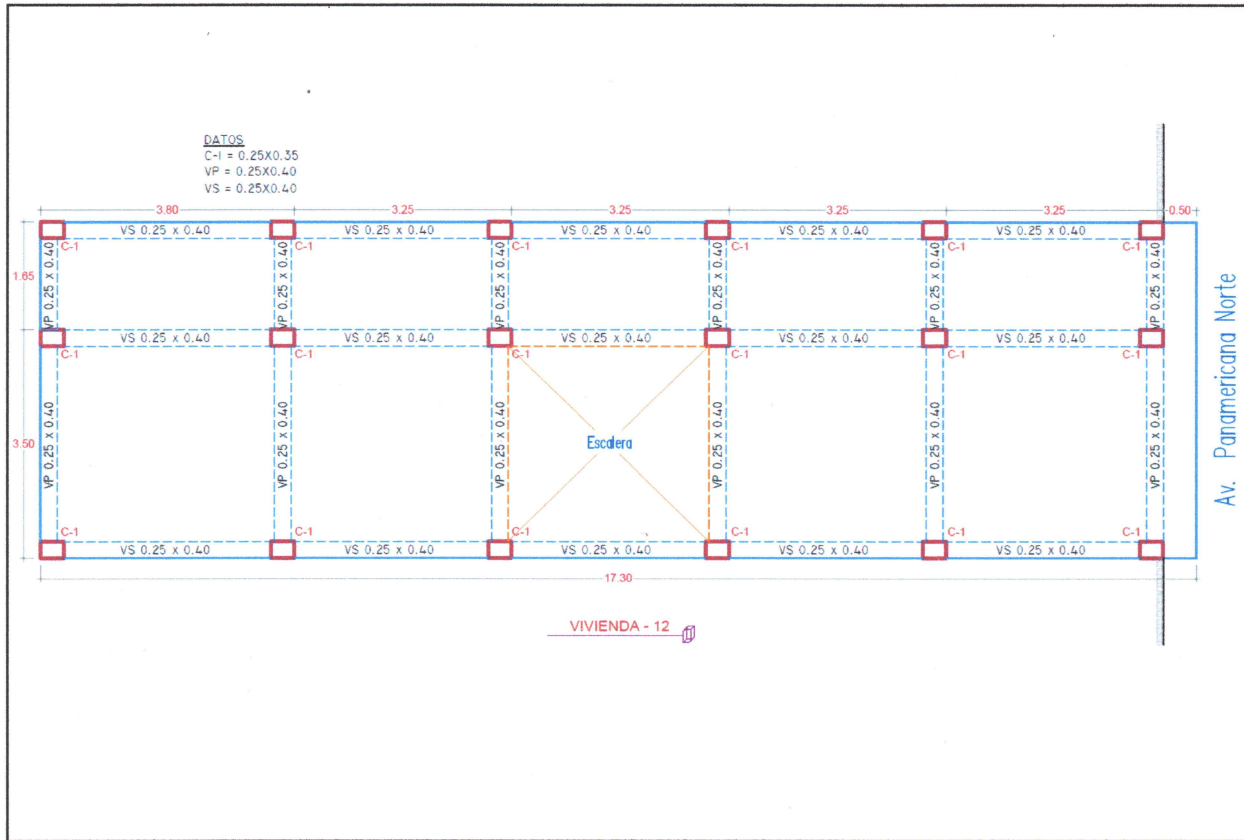 DATOS
C-1 = 0.25X0.35
VP = 0.25X0.40
VS = 0.25X0.40
3.80 3.25 3.25 3.25 3.25 0.50
VS 0.25 x 0.40 VS 0.25 x 0.40 VS 0.25 x 0.40 VS 0.25 x 0.40 VS 0.25 x 0.40
C-1 C-1 C-1 C-1 C-1 C-1
1.65
VP 0.25 x 0.40 VP 0.25 x 0.40 VP 0.25 x 0.40 VP 0.25 x 0.40 VP 0.25 x 0.40 VP 0.25 x 0.40
VS 0.25 x 0.40 VS 0.25 x 0.40 VS 0.25 x 0.40 VS 0.25 x 0.40 VS 0.25 x 0.40
C-1 C-1 C-1 C-1 C-1 C-1
3.50
VP 0.25 x 0.40 VP 0.25 x 0.40 VP 0.25 x 0.40 VP 0.25 x 0.40 VP 0.25 x 0.40 VP 0.25 x 0.40
Escalera
Av. Panamericana Norte
C-1 C-1 C-1 C-1 C-1 C-1
VS 0.25 x 0.40 VS 0.25 x 0.40 VS 0.25 x 0.40 VS 0.25 x 0.40 VS 0.25 x 0.40
17.30
VIVIENDA - 12